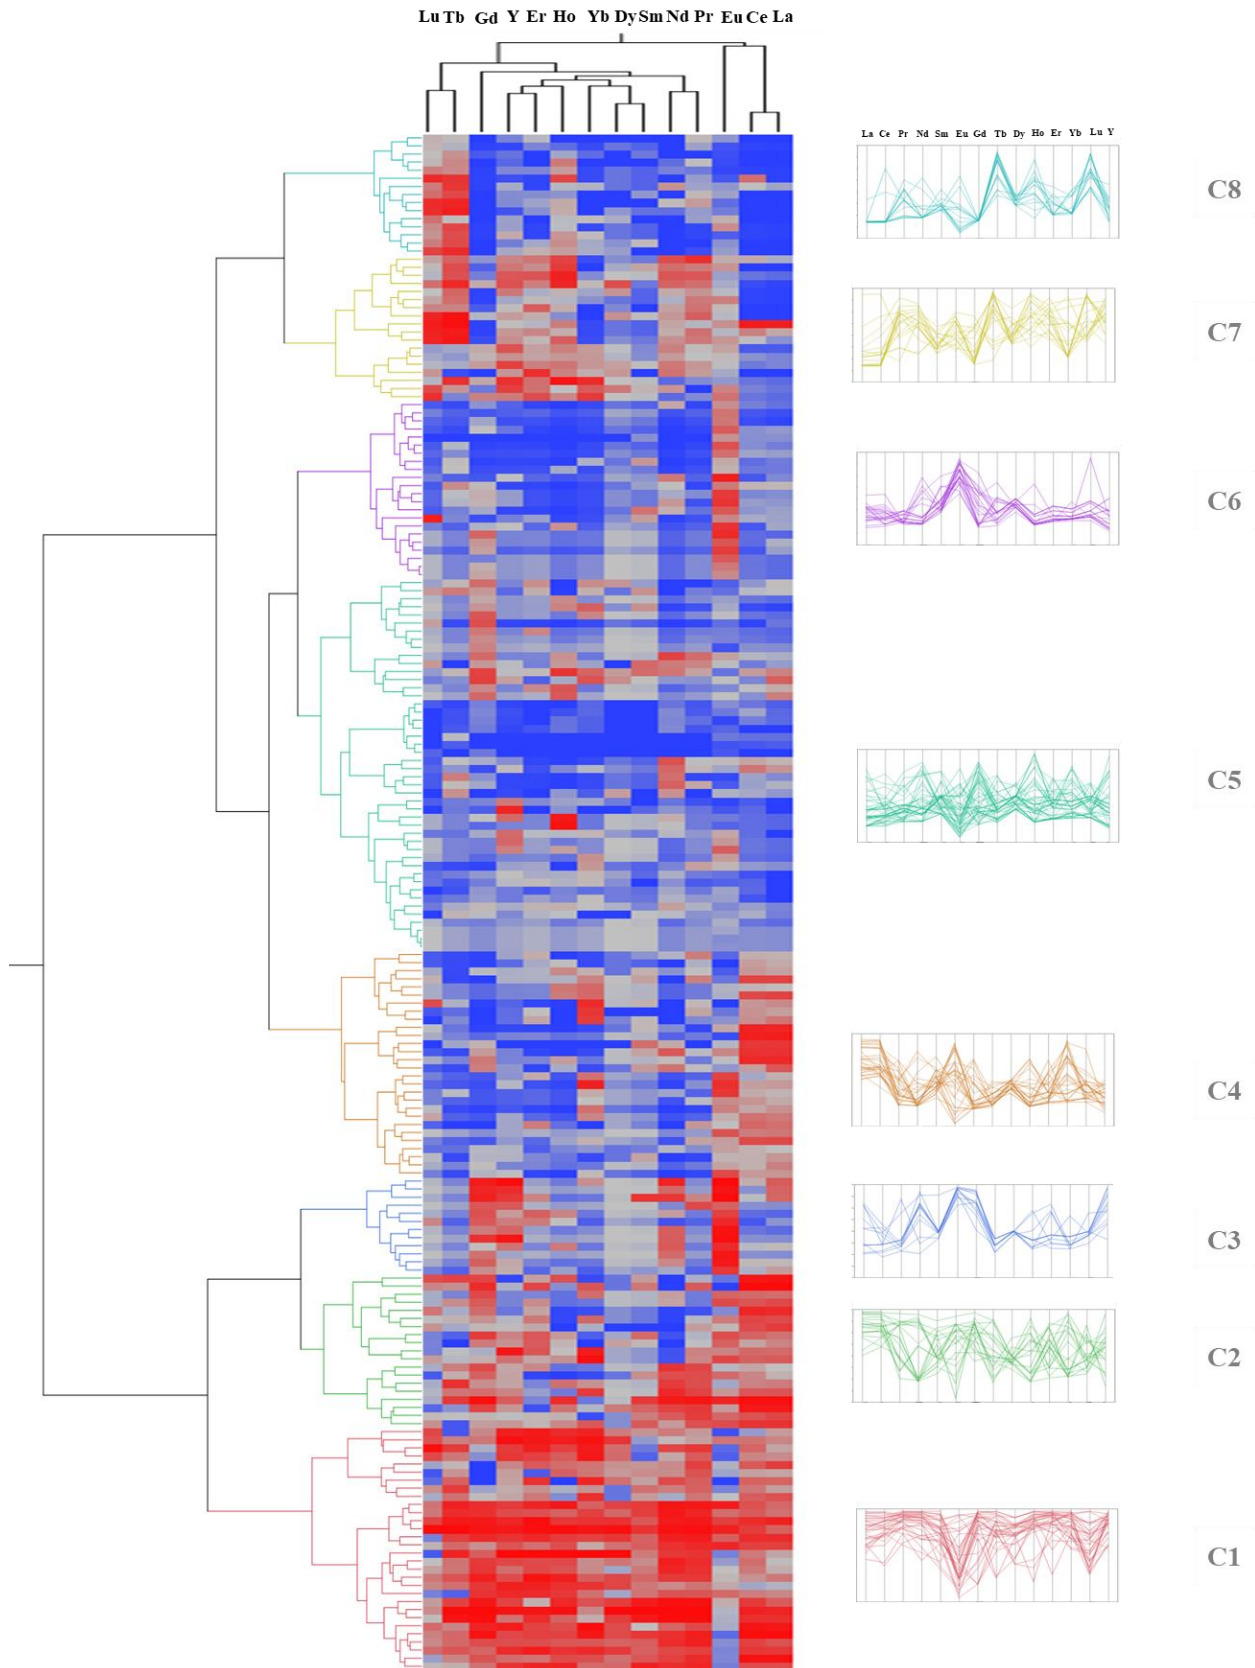 Lu Tb Gd Y Er Ho Yb Dy Sm Nd Pr Eu Ce La
La Ce Pr Nd Sm Eu Gd Tb Dy Ho Er Yb Lu Y
C8
C7
C6
C5
C4
C3
C2
C1